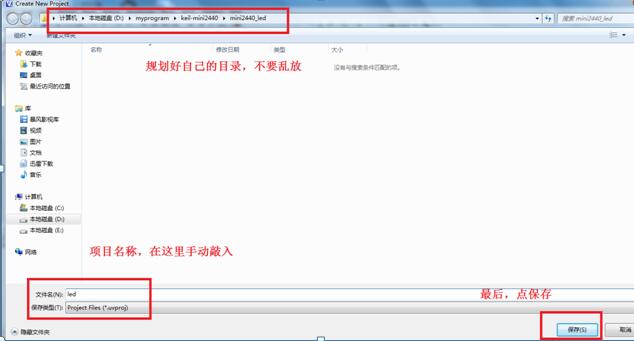 Create New Project
计算机 ▸ 本地磁盘 (D:) ▸ myprogram ▸ keil-mini2440 ▸ mini2440_led
搜索 mini2440_led
组织 新建文件夹
名称 修改日期 类型 大小
收藏夹
下载
桌面
最近访问的位置
库
暴风影视库
视频
图片
文档
迅雷下载
音乐
计算机
本地磁盘 (C:)
本地磁盘 (D:)
本地磁盘 (E:)
网络
规划好自己的目录，不要乱放
没有与搜索条件匹配的项。
项目名称，在这里手动敲入
文件名(N): led
保存类型(T): Project Files (*.uvproj)
最后，点保存
隐藏文件夹
保存(S)
取消